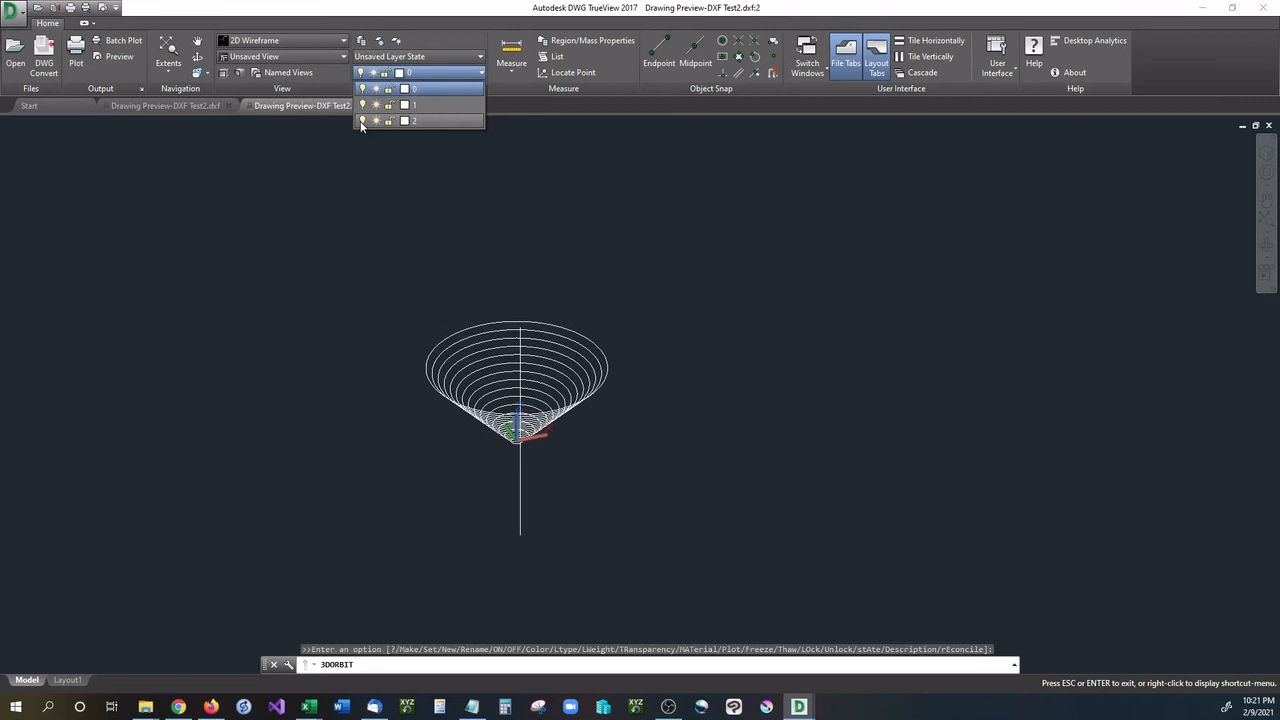 Autodesk DWG TrueView 2017 Drawing Preview-DXF Test2.dxf:2
Home
Batch Plot
2D Wireframe
Unsaved Layer State
Region/Mass Properties
Tile Horizontally
Desktop Analytics
Preview
Unsaved View
List
Tile Vertically
Open
DWG Convert
Plot
Extents
Named Views
0
Measure
Locate Point
Endpoint
Midpoint
Switch Windows
File Tabs
Layout Tabs
Cascade
User Interface
Help
About
Files
Output
Navigation
View
0
Measure
Object Snap
User Interface
Help
Start
Drawing Preview-DXF Test2.dxf
Drawing Preview-DXF Test2.
1
2
>>Enter an option [?/Make/Set/New/Rename/ON/OFF/Color/Ltype/LWeight/TRansparency/MATerial/Plot/Freeze/Thaw/LOck/Unlock/stAte/Description/rEconcile]:
3DORBIT
Model
Layout1
Press ESC or ENTER to exit, or right-click to display shortcut-menu.
10:21 PM
2/9/2021